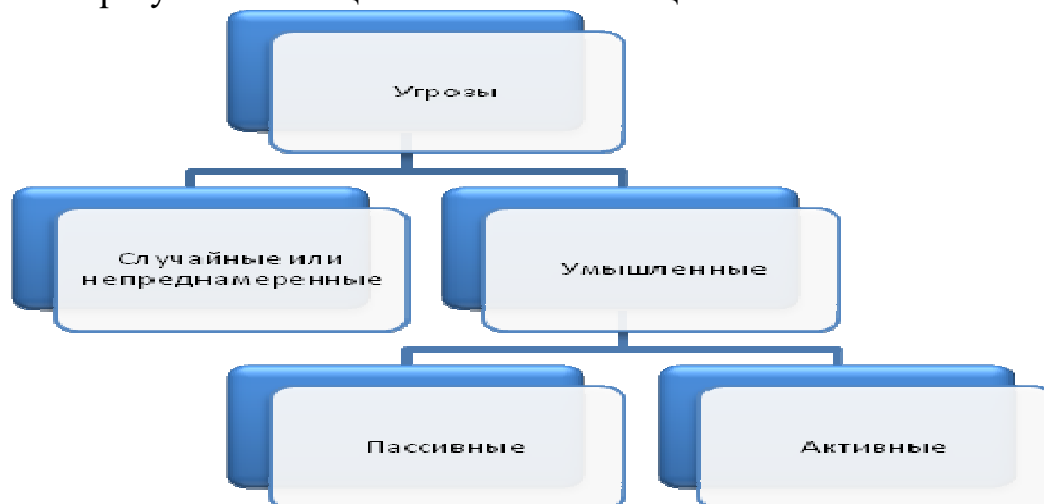 Угрозы
Случайные или
непреднамеренные
Умышленные
Пассивные
Активные